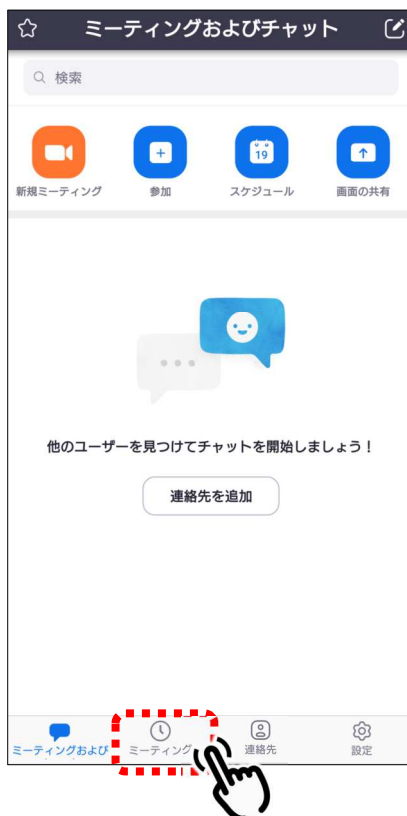 ミーティングおよびチャット
検索
19
新規ミーティング 参加 スケジュール 画面の共有
他のユーザーを見つけてチャットを開始しましょう！
連絡先を追加
ミーティングおよび ミーティング 連絡先 設定